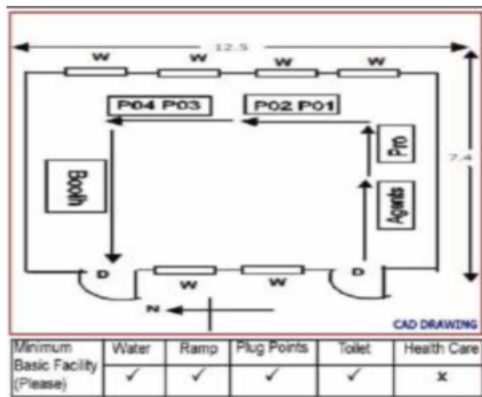 12.5
W W W W
P04 P03
P02 P01
Pro
7.4
Booth
Agents
D
D
W W
N
CAD DRAWING
Minimum Basic Facility (Please)
Water
Ramp
Plug Points
Toilet
Health Care
✓ ✓ ✓ ✓ x